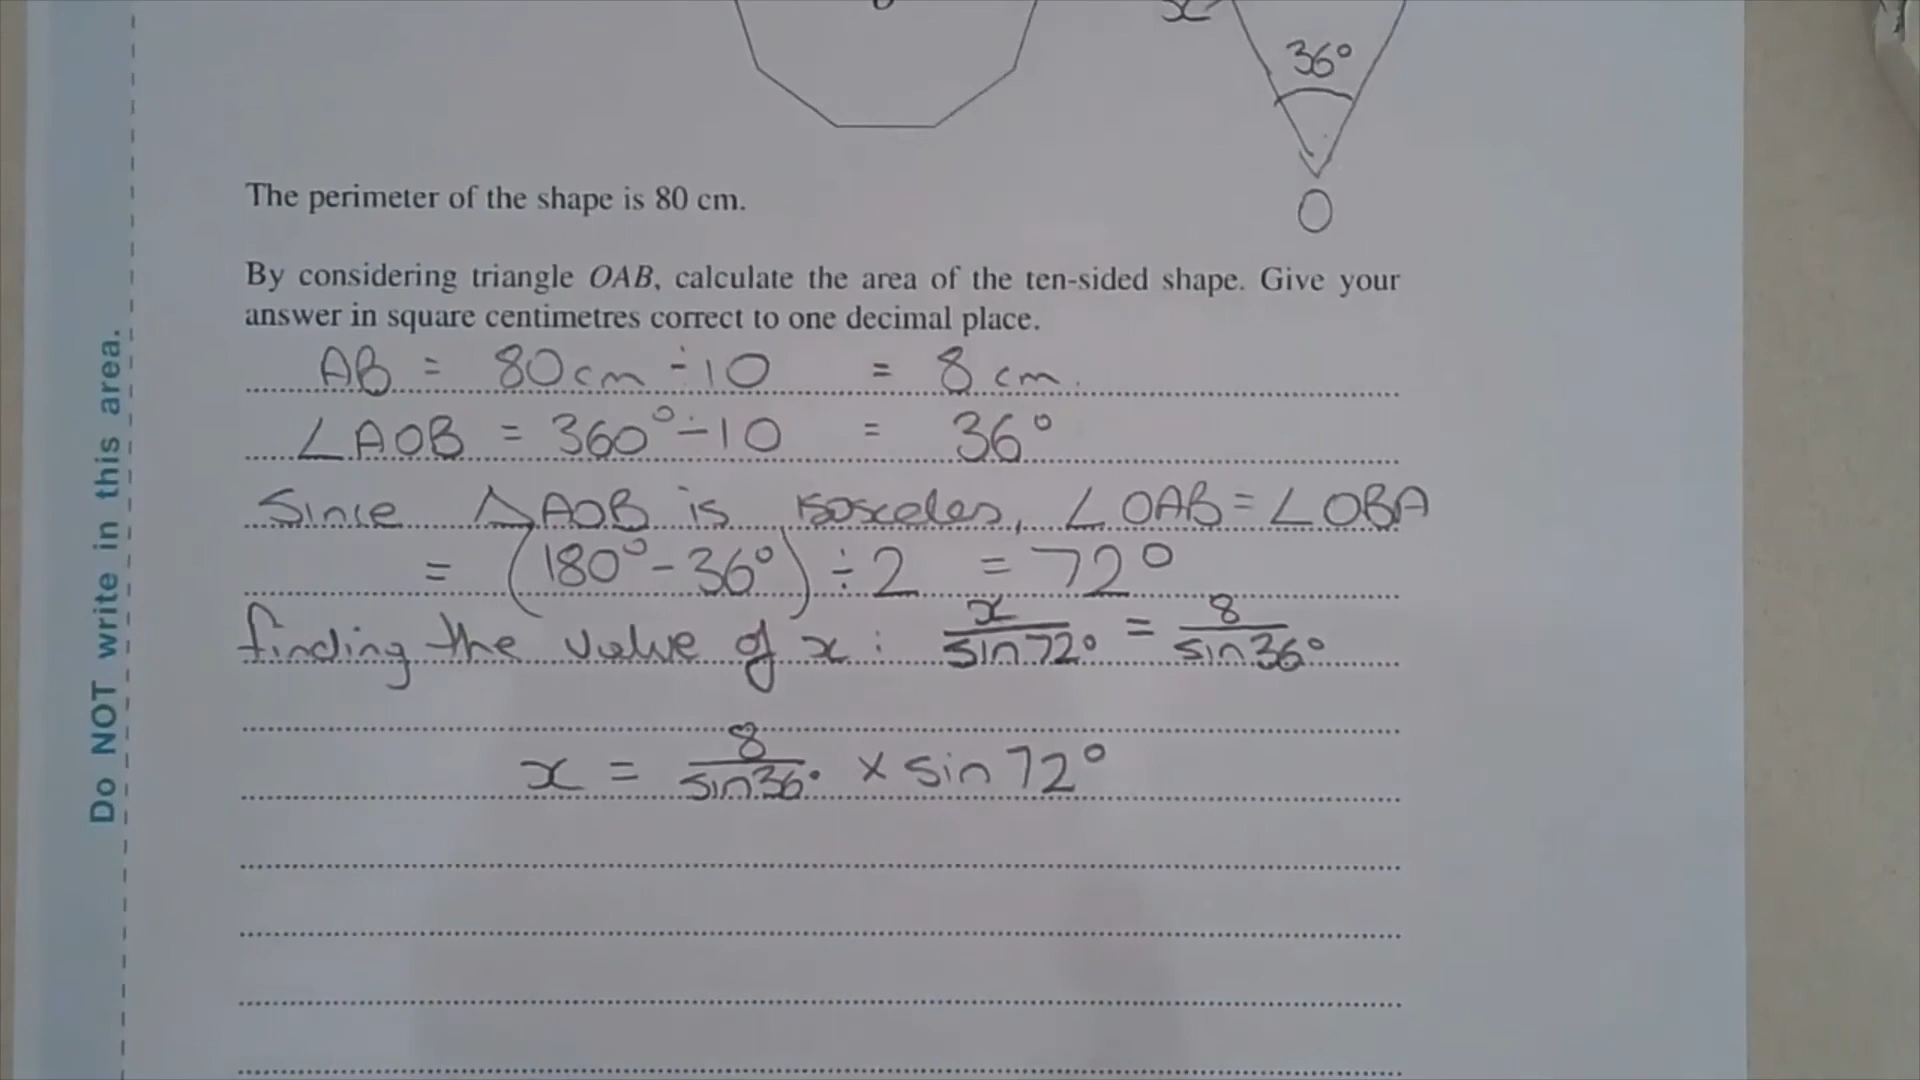 x
36°
O
The perimeter of the shape is 80 cm.
By considering triangle OAB, calculate the area of the ten-sided shape. Give your
answer in square centimetres correct to one decimal place.
AB = 80cm ÷ 10 = 8 cm.
∠AOB = 360° ÷ 10 = 36°
Since △AOB is isosceles, ∠OAB = ∠OBA
= (180° - 36°) ÷ 2 = 72°
finding the value of x : x/sin72° = 8/sin36°
x = 8/sin36° × sin72°
Do NOT write in this area.